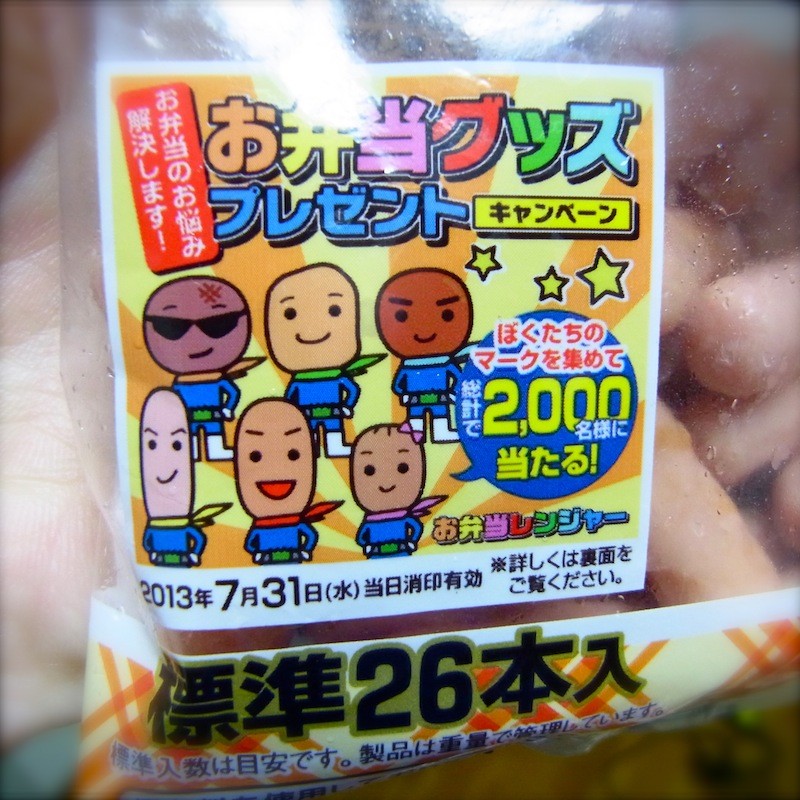 お弁当のお悩み
解決します！
お弁当グッズ
プレゼント
キャンペーン
ぼくたちの
マークを集めて
総計で
2,000
名様に
当たる!
お弁当レンジャー
2013年7月31日(水)当日消印有効
※詳しくは裏面を
ご覧ください。
標準26本入
標準入数は目安です。製品は重量で管理しています。